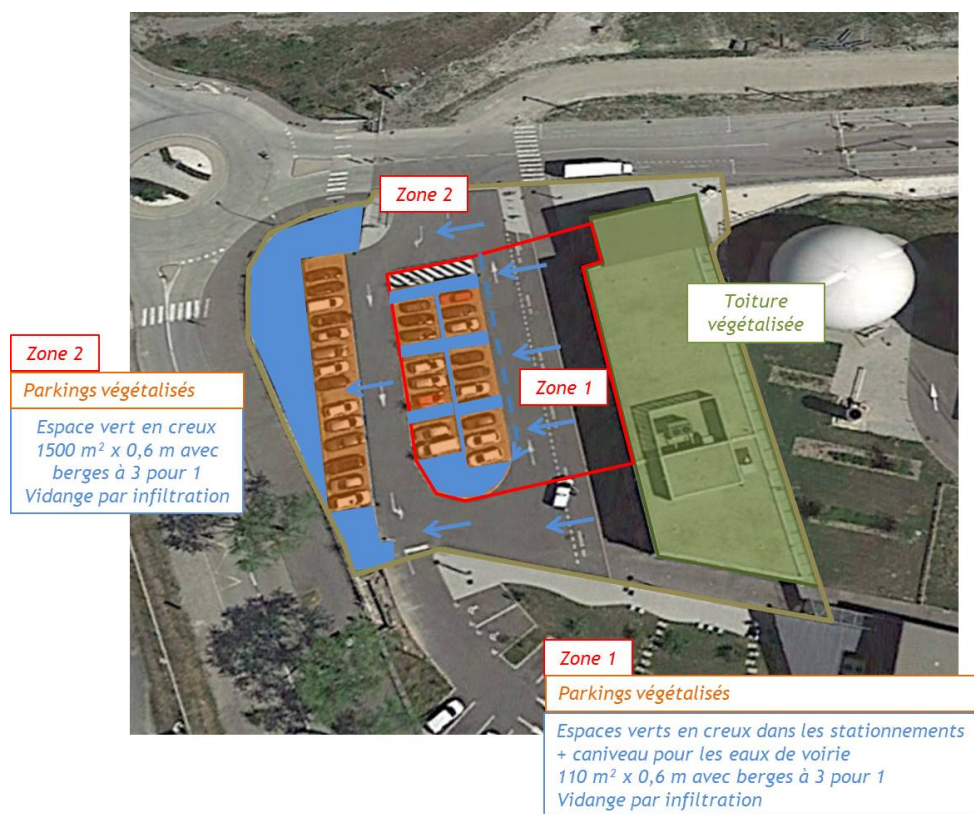 Zone 2
Toiture
végétalisée
Zone 2
Parkings végétalisés
Espace vert en creux
1500 m² x 0,6 m avec
berges à 3 pour 1
Vidange par infiltration
Zone 1
Zone 1
Parkings végétalisés
Espaces verts en creux dans les stationnements
+ caniveau pour les eaux de voirie
110 m² x 0,6 m avec berges à 3 pour 1
Vidange par infiltration